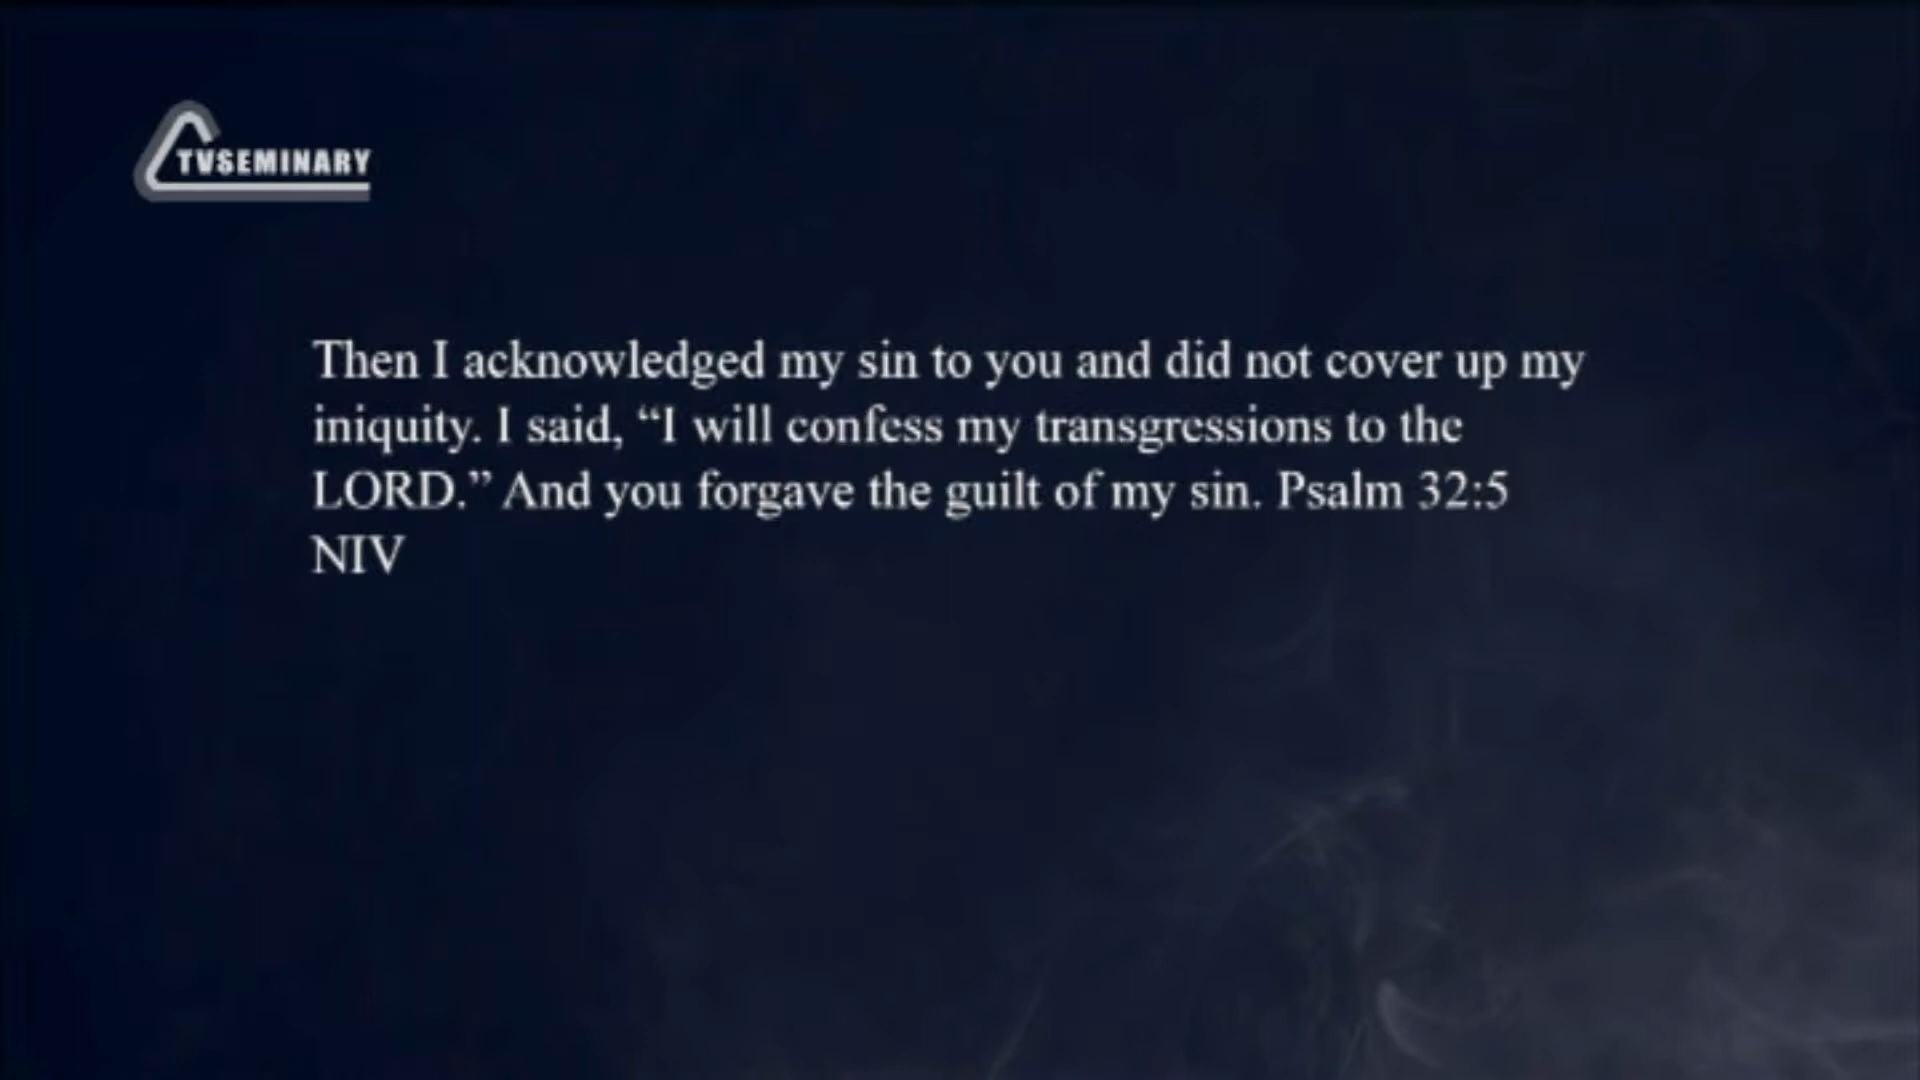 TVSEMINARY
Then I acknowledged my sin to you and did not cover up my
iniquity. I said, “I will confess my transgressions to the
LORD.” And you forgave the guilt of my sin. Psalm 32:5
NIV